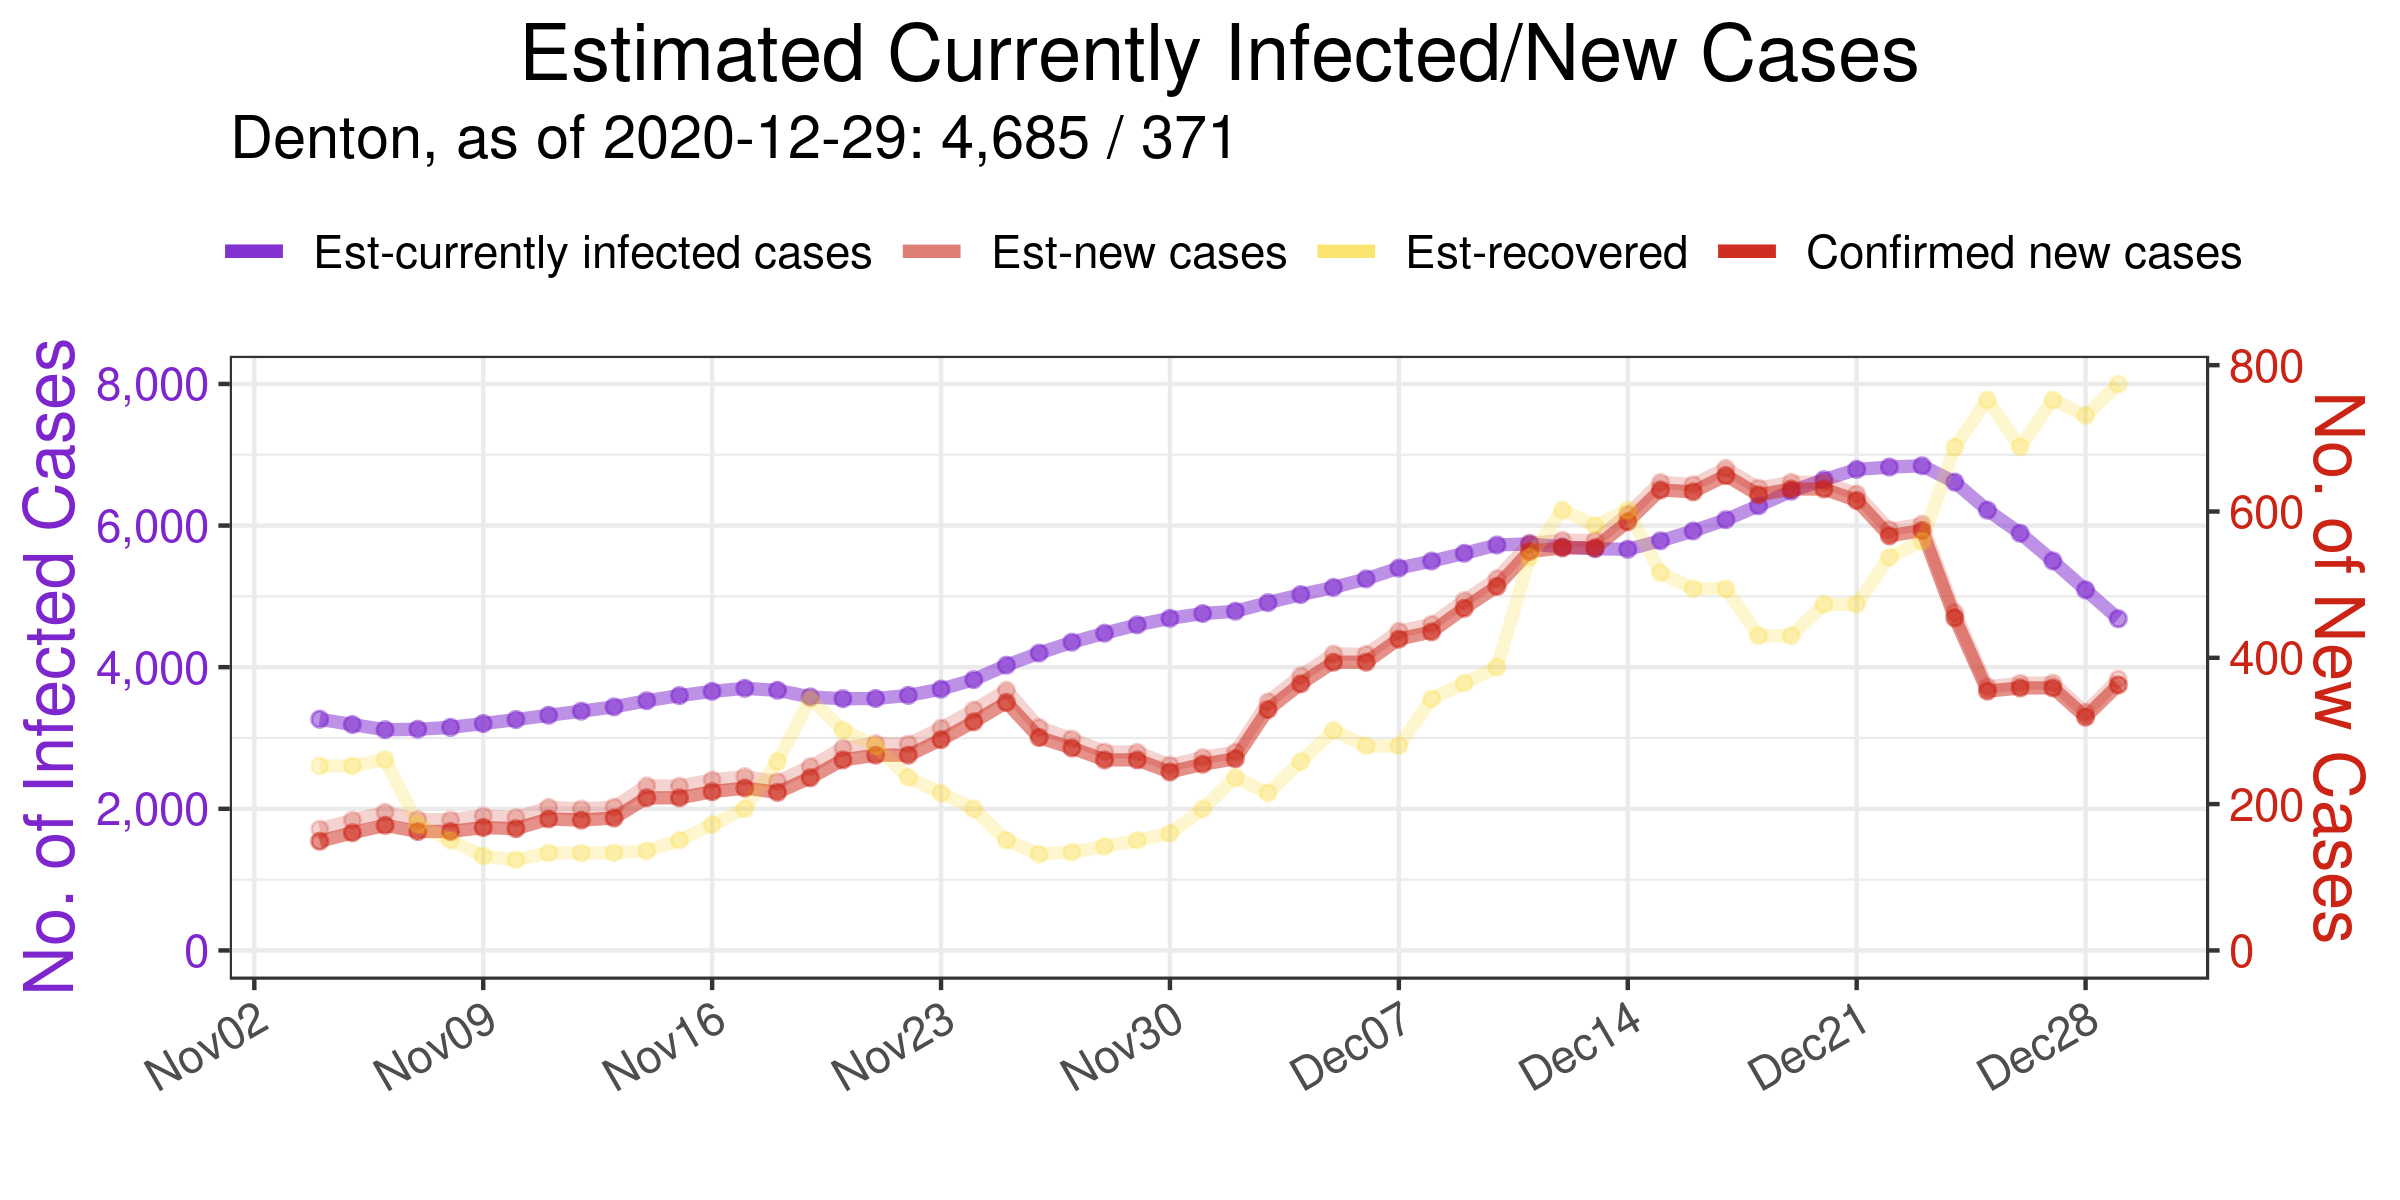 Estimated Currently Infected/New Cases
Denton, as of 2020-12-29: 4,685 / 371
Est-currently infected cases Est-new cases Est-recovered Confirmed new cases
No. of Infected Cases
8,000
6,000
4,000
2,000
0
800
600
400
200
0
No. of New Cases
Nov02 Nov09 Nov16 Nov23 Nov30 Dec07 Dec14 Dec21 Dec28